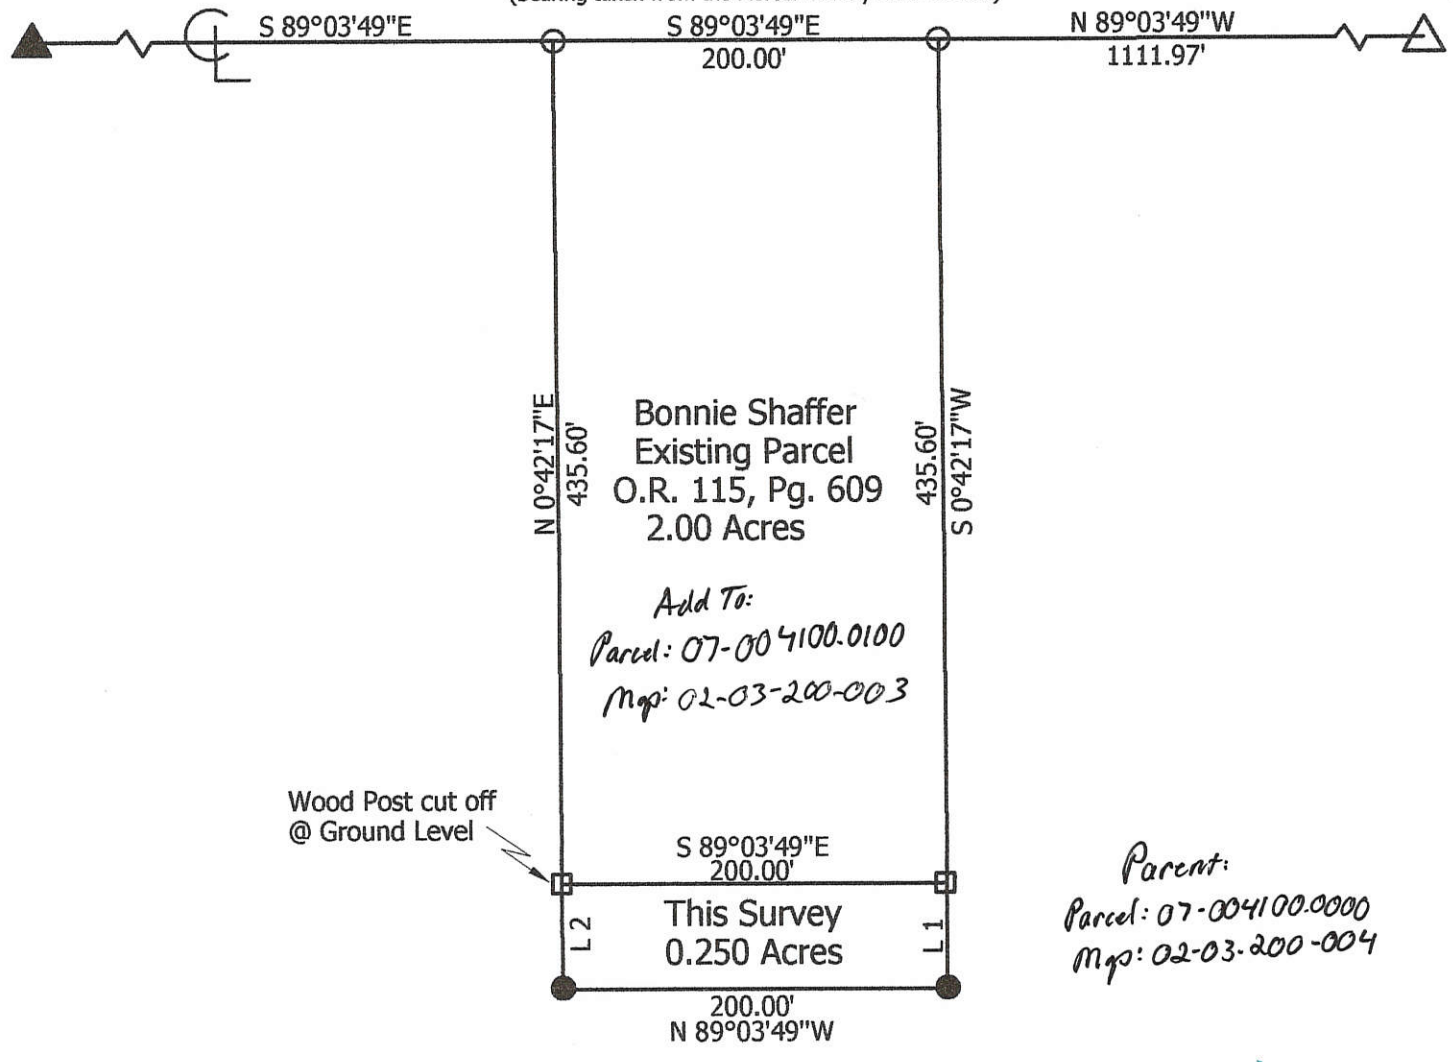 S 89°03'49"E
S 89°03'49"E
200.00'
N 89°03'49"W
1111.97'
N 0°42'17"E
435.60'
Bonnie Shaffer
Existing Parcel
O.R. 115, Pg. 609
2.00 Acres
435.60'
S 0°42'17"W
Add To:
Parcel: 07-004100.0100
Map: 02-03-200-003
Wood Post cut off
@ Ground Level
S 89°03'49"E
200.00'
This Survey
0.250 Acres
L 2
L 1
200.00'
N 89°03'49"W
Parent:
Parcel: 07-004100.0000
Map: 02-03-200-004